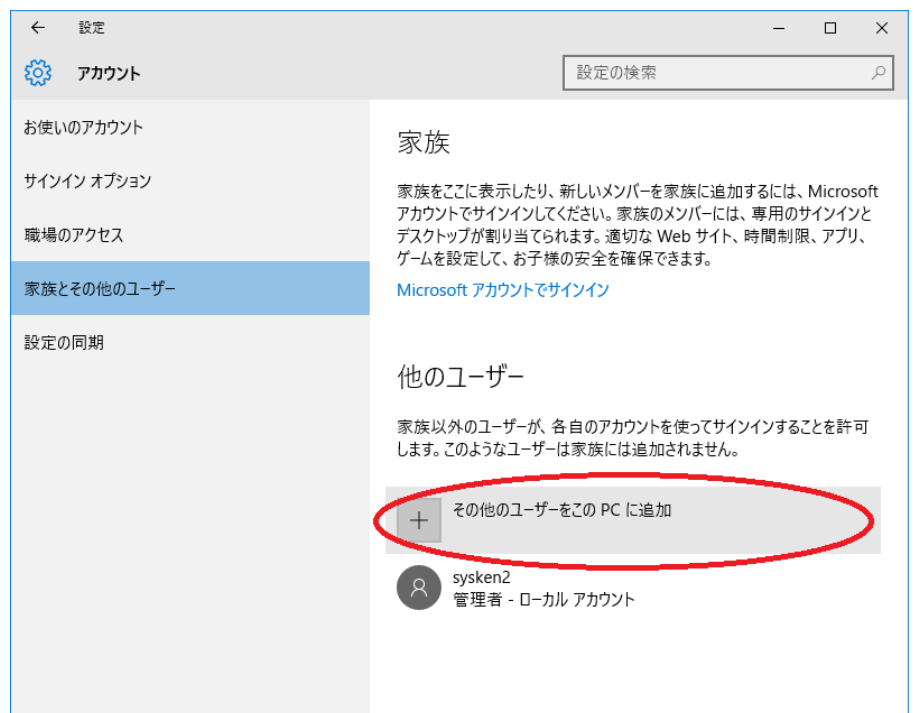 設定
アカウント
設定の検索
お使いのアカウント
サインイン オプション
職場のアクセス
家族とその他のユーザー
設定の同期
家族
家族をここに表示したり、新しいメンバーを家族に追加するには、Microsoft
アカウントでサインインしてください。家族のメンバーには、専用のサインインと
デスクトップが割り当てられます。適切な Web サイト、時間制限、アプリ、
ゲームを設定して、お子様の安全を確保できます。
Microsoft アカウントでサインイン
他のユーザー
家族以外のユーザーが、各自のアカウントを使ってサインインすることを許可
します。このようなユーザーは家族には追加されません。
その他のユーザーをこの PC に追加
sysken2
管理者 - ローカル アカウント